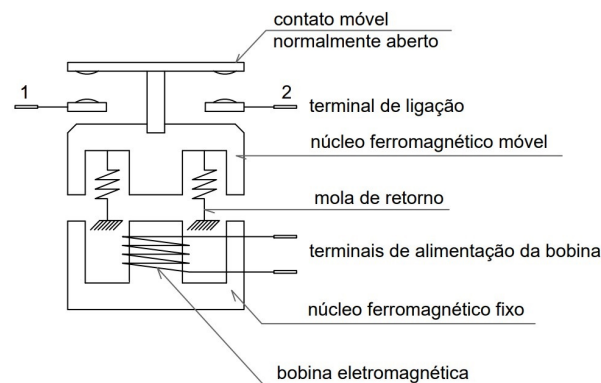 contato móvel
normalmente aberto
1
2
terminal de ligação
núcleo ferromagnético móvel
mola de retorno
terminais de alimentação da bobina
núcleo ferromagnético fixo
bobina eletromagnética